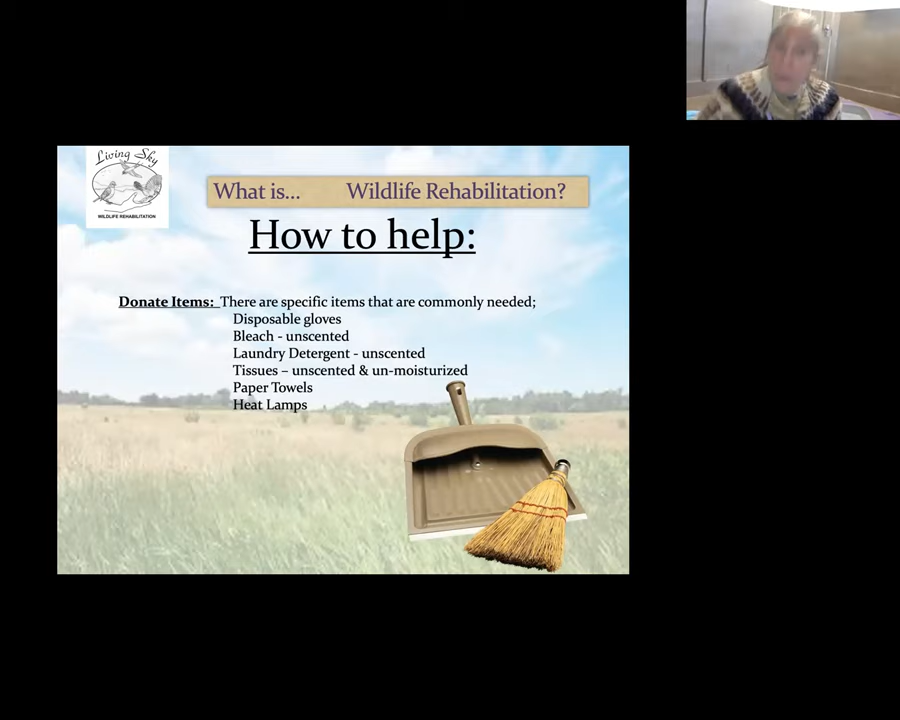 Living Sky
WILDLIFE REHABILITATION
What is... Wildlife Rehabilitation?
How to help:
Donate Items: There are specific items that are commonly needed;
Disposable gloves
Bleach - unscented
Laundry Detergent - unscented
Tissues – unscented & un-moisturized
Paper Towels
Heat Lamps